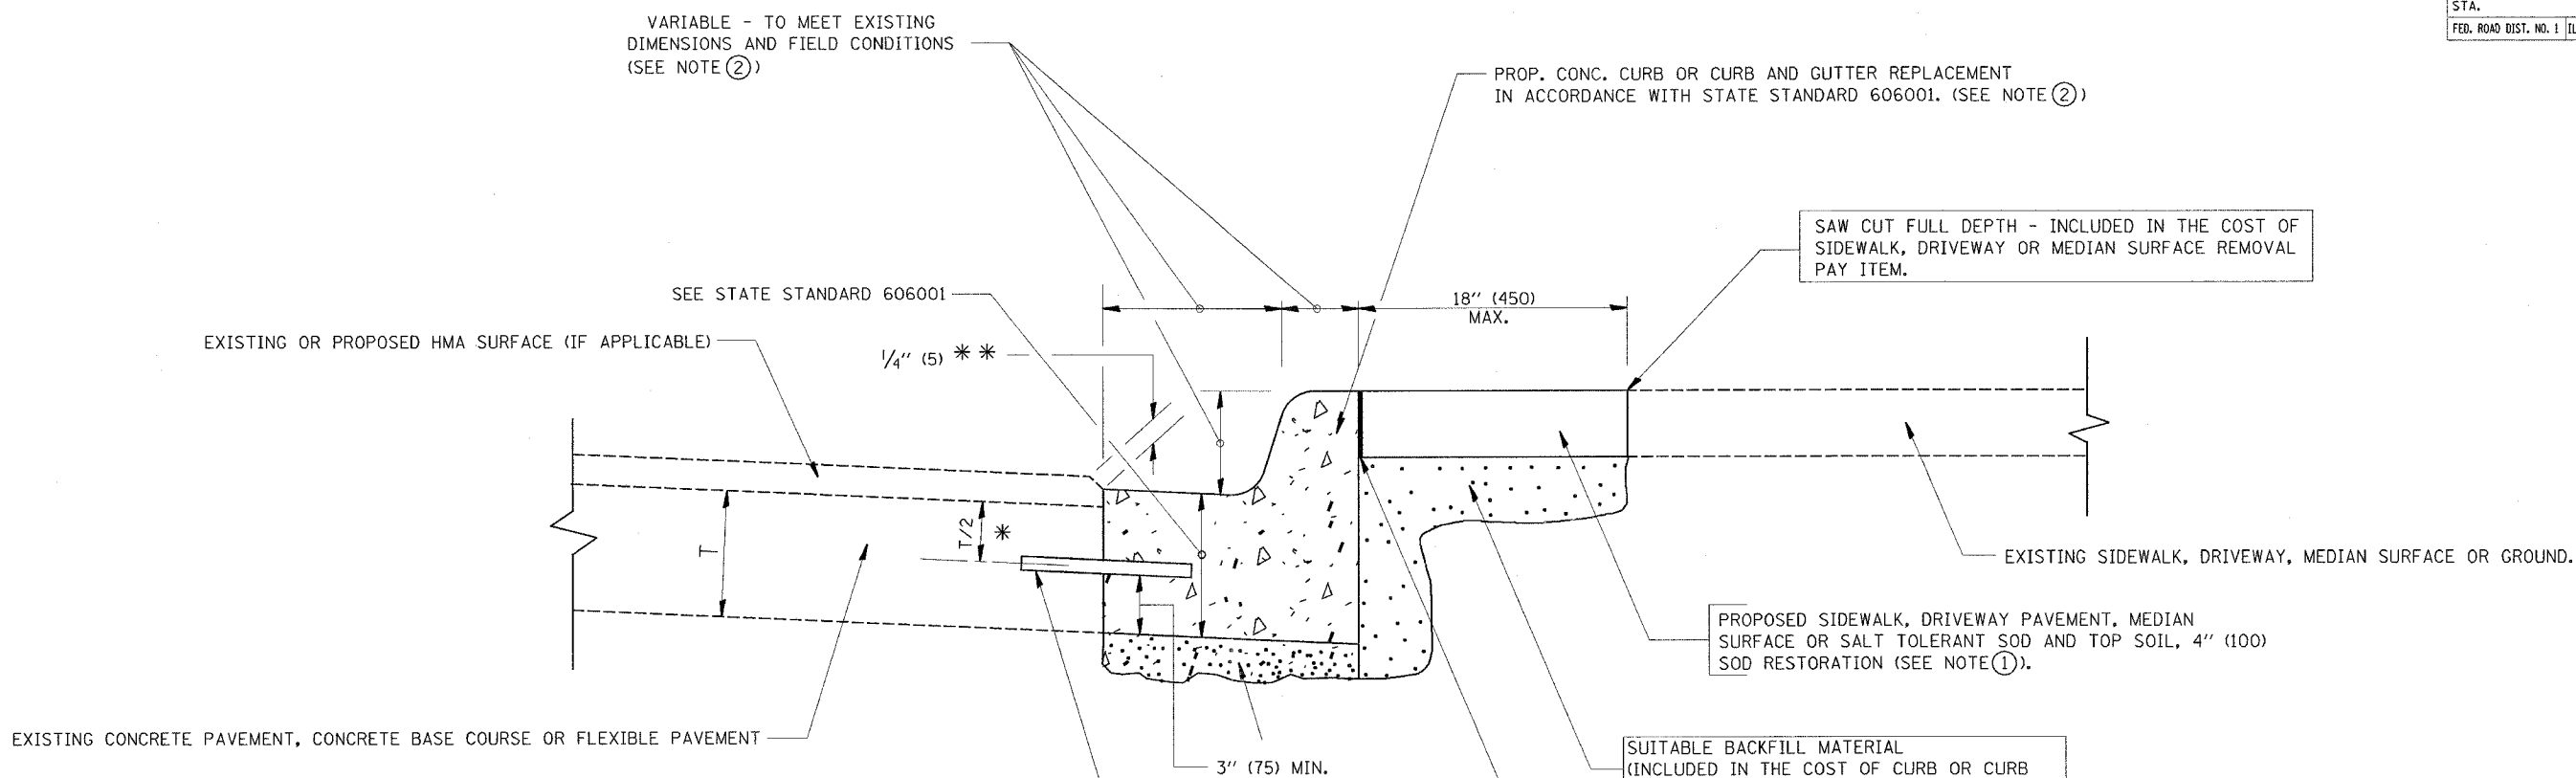 STA.
FED. ROAD DIST. NO. 1
VARIABLE - TO MEET EXISTING
DIMENSIONS AND FIELD CONDITIONS
(SEE NOTE ②)
PROP. CONC. CURB OR CURB AND GUTTER REPLACEMENT
IN ACCORDANCE WITH STATE STANDARD 606001. (SEE NOTE ②)
SAW CUT FULL DEPTH - INCLUDED IN THE COST OF
SIDEWALK, DRIVEWAY OR MEDIAN SURFACE REMOVAL
PAY ITEM.
SEE STATE STANDARD 606001
18" (450)
MAX.
EXISTING OR PROPOSED HMA SURFACE (IF APPLICABLE)
1/4" (5) * *
T
T/2
*
EXISTING SIDEWALK, DRIVEWAY, MEDIAN SURFACE OR GROUND.
PROPOSED SIDEWALK, DRIVEWAY PAVEMENT, MEDIAN
SURFACE OR SALT TOLERANT SOD AND TOP SOIL, 4" (100)
SOD RESTORATION (SEE NOTE ①).
EXISTING CONCRETE PAVEMENT, CONCRETE BASE COURSE OR FLEXIBLE PAVEMENT
3" (75) MIN.
SUITABLE BACKFILL MATERIAL
(INCLUDED IN THE COST OF CURB OR CURB